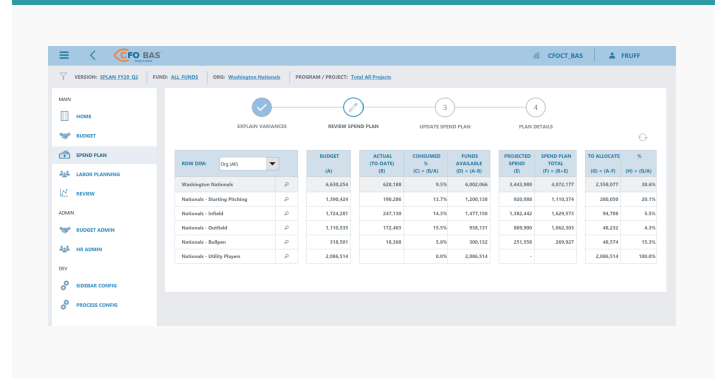 CFO BAS
CFOCT_BAS
FRUFF
VERSION: SPLAN FY20 Q2 FUND: ALL FUNDS ORG: Washington Nationals PROGRAM / PROJECT: Total All Projects
MAIN
HOME
BUDGET
SPEND PLAN
LABOR PLANNING
REVIEW
ADMIN
BUDGET ADMIN
HR ADMIN
DEV
SIDEBAR CONFIG
PROCESS CONFIG
3 4
EXPLAIN VARIANCES REVIEW SPEND PLAN UPDATE SPEND PLAN PLAN DETAILS
ROW DIM: Org (All)
BUDGET ACTUAL CONSUMED FUNDS PROJECTED SPEND PLAN TO ALLOCATE %
(TO-DATE) % AVAILABLE SPEND TOTAL
(A) (B) (C) = (B/A) (D) = (A-B) (E) (F) = (B+E) (G) = (A-F) (H) = (G/A)
Washington Nationals 6,630,254 628,188 9.5% 6,002,066 3,443,988 4,072,177 2,558,077 38.6%
Nationals - Starting Pitching 1,390,424 190,286 13.7% 1,200,138 920,088 1,110,374 280,050 20.1%
Nationals - Infield 1,724,281 247,130 14.3% 1,477,150 1,382,442 1,629,573 94,708 5.5%
Nationals - Outfield 1,110,535 172,403 15.5% 938,131 889,900 1,062,303 48,232 4.3%
Nationals - Bullpen 318,501 18,368 5.8% 300,132 251,558 269,927 48,574 15.3%
Nationals - Utility Players 2,086,514 0.0% 2,086,514 - 2,086,514 100.0%